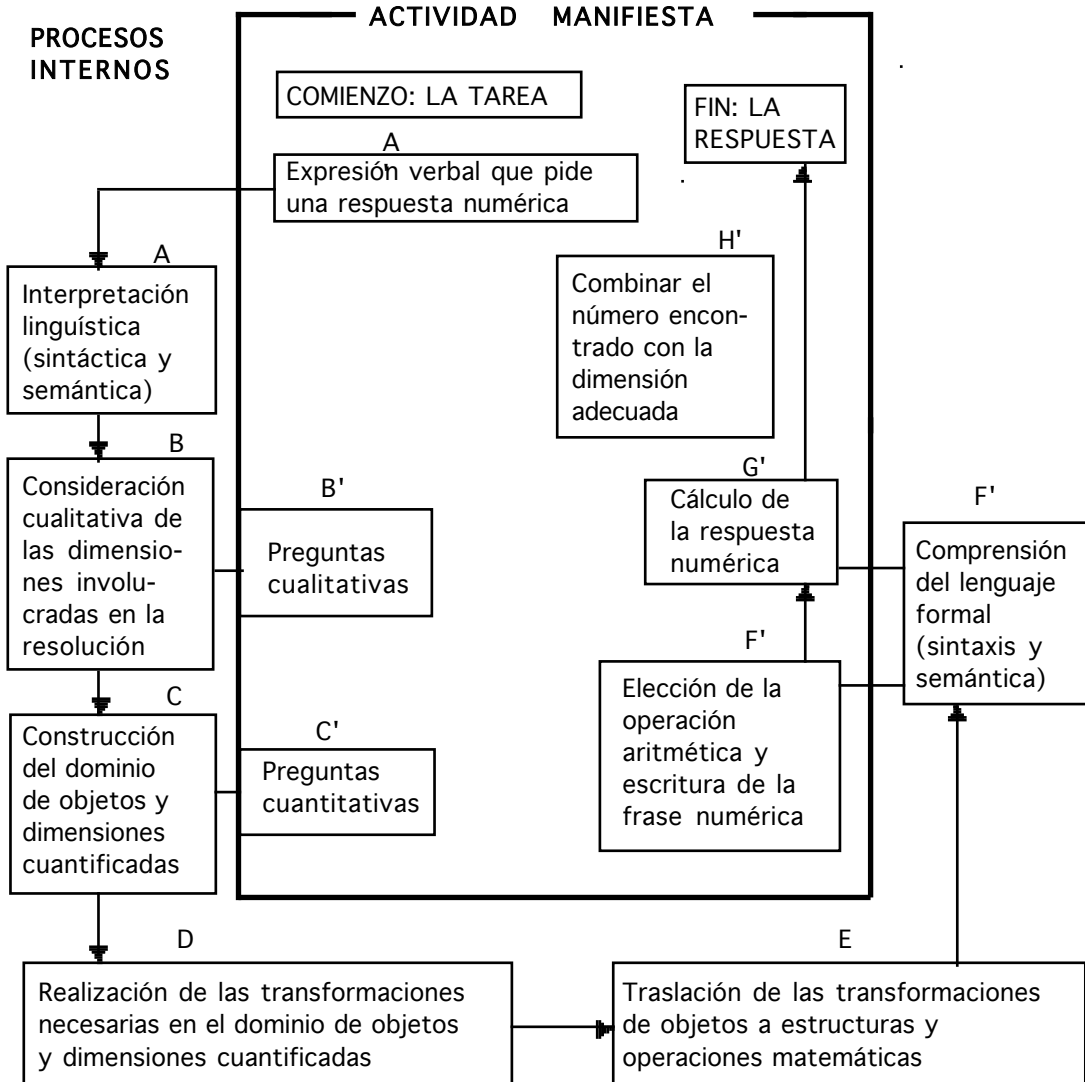 ACTIVIDAD MANIFIESTA
PROCESOS
INTERNOS
COMIENZO: LA TAREA
FIN: LA
RESPUESTA
A'
Expresión verbal que pide
una respuesta numérica
A
Interpretación
linguística
(sintáctica y
semántica)
H'
Combinar el
número encon-
trado con la
dimensión
adecuada
B
Consideración
cualitativa de
las dimensio-
nes involu-
cradas en la
resolución
B'
Preguntas
cualitativas
G'
Cálculo de
la respuesta
numérica
F'
Comprensión
del lenguaje
formal
(sintaxis y
semántica)
F'
Elección de la
operación
aritmética y
escritura de la
frase numérica
C
Construcción
del dominio
de objetos y
dimensiones
cuantificadas
C'
Preguntas
cuantitativas
D
Realización de las transformaciones
necesarias en el dominio de objetos
y dimensiones cuantificadas
E
Traslación de las transformaciones
de objetos a estructuras y
operaciones matemáticas